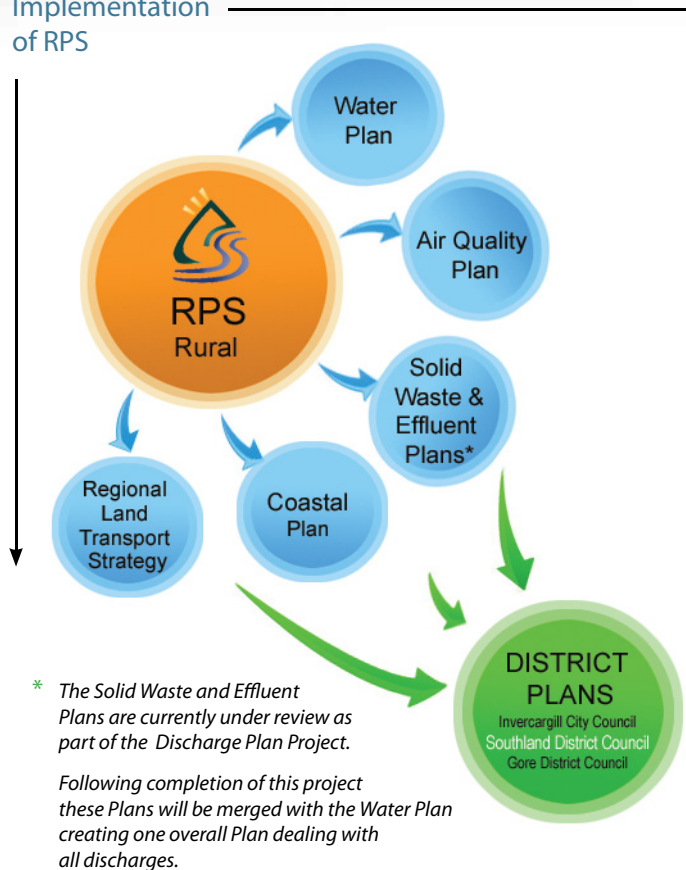 Implementation
of RPS
Water
Plan
Air Quality
Plan
RPS
Rural
Solid
Waste &
Effluent
Plans*
Regional
Land
Transport
Strategy
Coastal
Plan
DISTRICT
PLANS
Invercargill City Council
Southland District Council
Gore District Council
* The Solid Waste and Effluent
Plans are currently under review as
part of the Discharge Plan Project.
Following completion of this project
these Plans will be merged with the Water Plan
creating one overall Plan dealing with
all discharges.